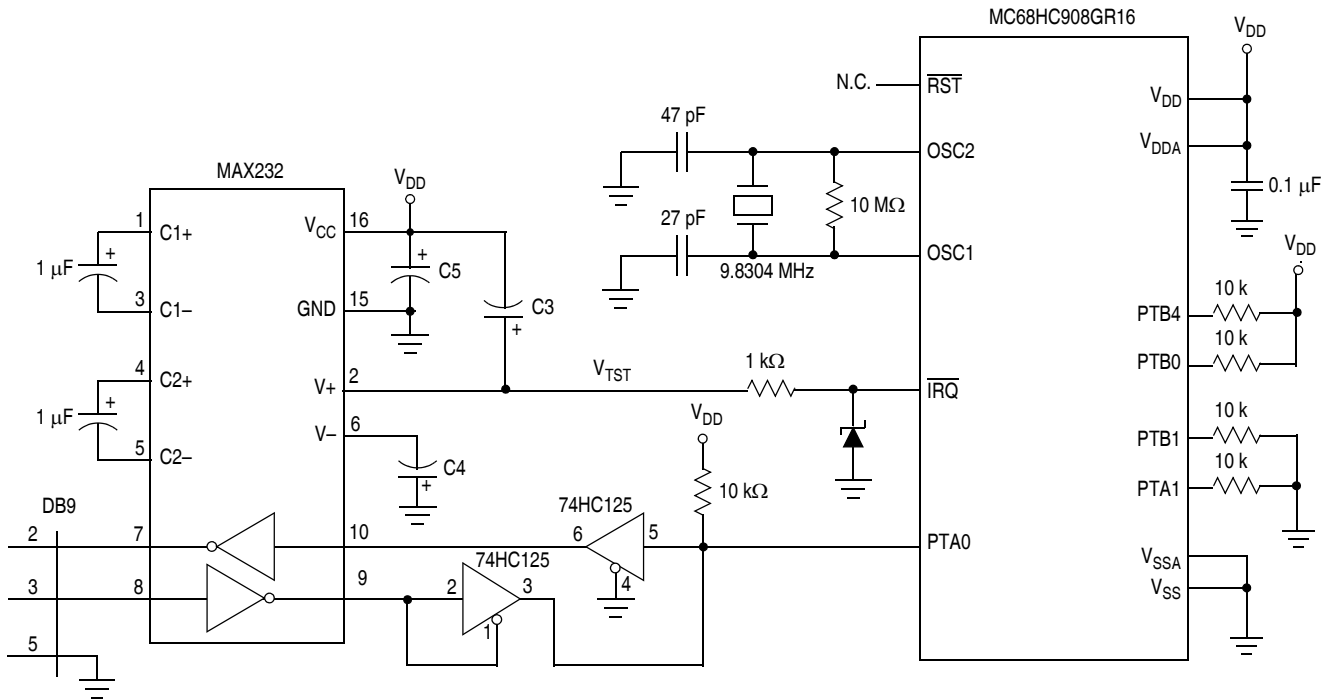 MC68HC908GR16
VDD
N.C.
RST
VDD
47 pF
OSC2
VDDA
MAX232
VDD
10 MΩ
0.1 μF
1
C1+
VCC
16
27 pF
OSC1
VDD
1 μF
+
+
C5
9.8304 MHz
3
C1–
GND
15
C3
+
10 k
PTB4
10 k
PTB0
4
C2+
V+
2
VTST
1 kΩ
IRQ
1 μF
+
V–
6
VDD
10 k
PTB1
5
C2–
C4
+
10 kΩ
10 k
PTA1
DB9
74HC125
2
7
10
6
5
PTA0
4
74HC125
VSSA
3
8
9
2
3
VSS
1
5